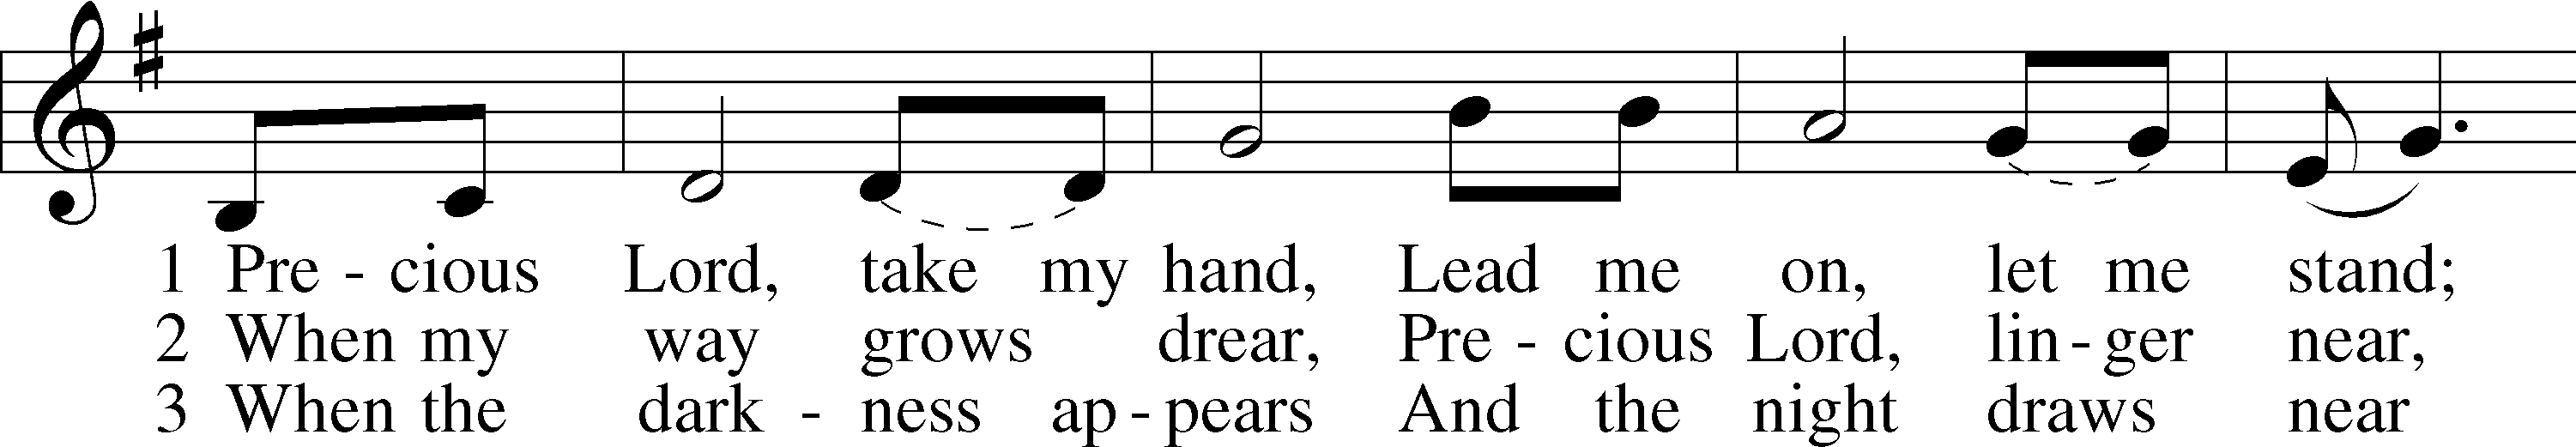 1 Pre - cious Lord, take my hand, Lead me on, let me stand;
2 When my way grows drear, Pre - cious Lord, lin - ger near,
3 When the dark - ness ap - pears And the night draws near